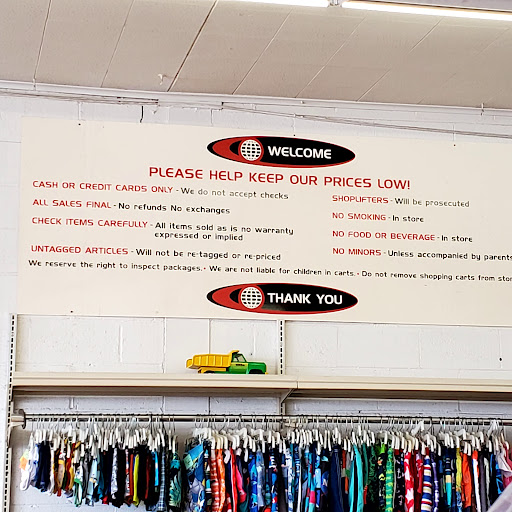 WELCOME
PLEASE HELP KEEP OUR PRICES LOW!
CASH OR CREDIT CARDS ONLY - We do not accept checks
ALL SALES FINAL - No refunds No exchanges
CHECK ITEMS CAREFULLY - All items sold as is no warranty
expressed or implied
UNTAGGED ARTICLES - Will not be re-tagged or re-priced
SHOPLIFTERS - Will be prosecuted
NO SMOKING - In store
NO FOOD OR BEVERAGE - In store
NO MINORS - Unless accompanied by parents
We reserve the right to inspect packages. • We are not liable for children in carts. • Do not remove shopping carts from stor
THANK YOU